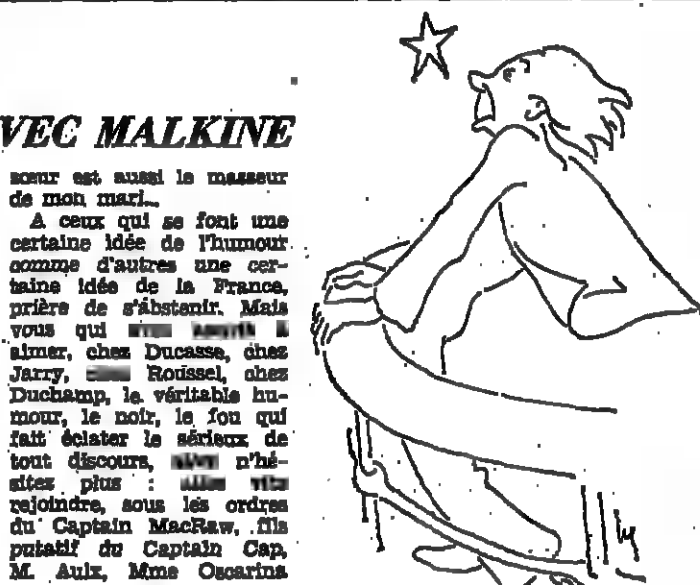 VEC MALKINE
sœur est aussi le masseur
de mon mari...
A ceux qui se font une
certaine idée de l'humour
comme d'autres une cer-
taine idée de la France,
prière de s'abstenir. Mais
vous qui
aimer, chez Ducasse, chez
Jarry, Roussel, chez
Duchamp, le véritable hu-
mour, le noir, le fou qui
fait éclater le sérieux de
tout discours, n'hé-
sitez plus :
rejoindre, sous les ordres
du Captain MacRaw, fils
putatif du Captain Cap,
M. Aulx, Mme Oscarina